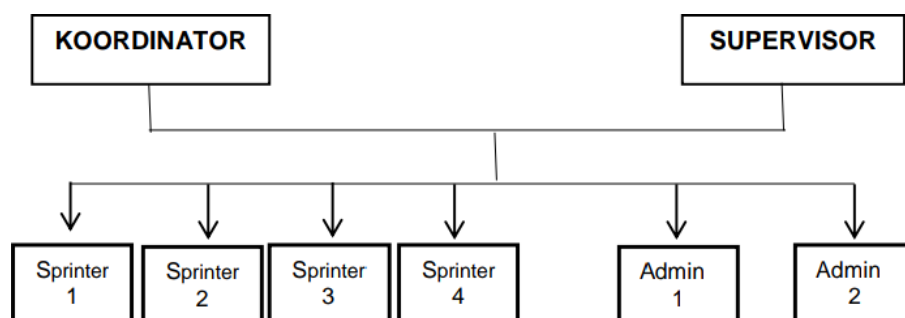 KOORDINATOR
SUPERVISOR
Sprinter
1
Sprinter
2
Sprinter
3
Sprinter
4
Admin
1
Admin
2